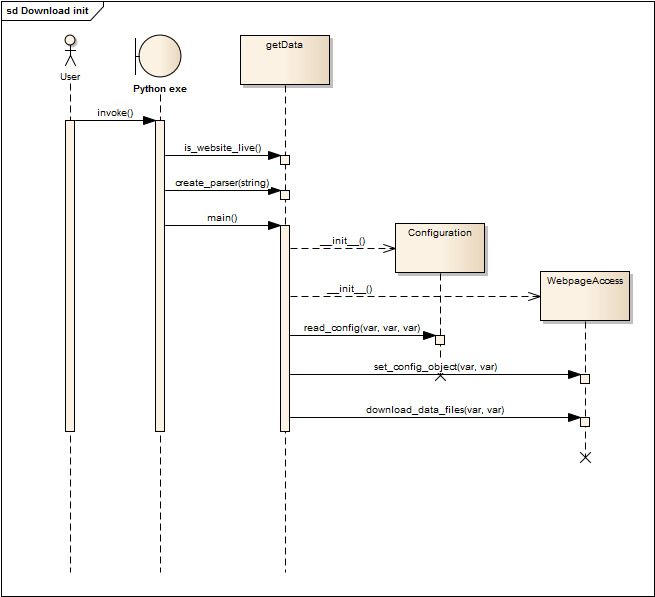 sd Download init
User
Python exe
getData
invoke()
is_website_live()
create_parser(string)
main()
Configuration
__init__()
WebpageAccess
__init__()
read_config(var, var, var)
set_config_object(var, var)
download_data_files(var, var)